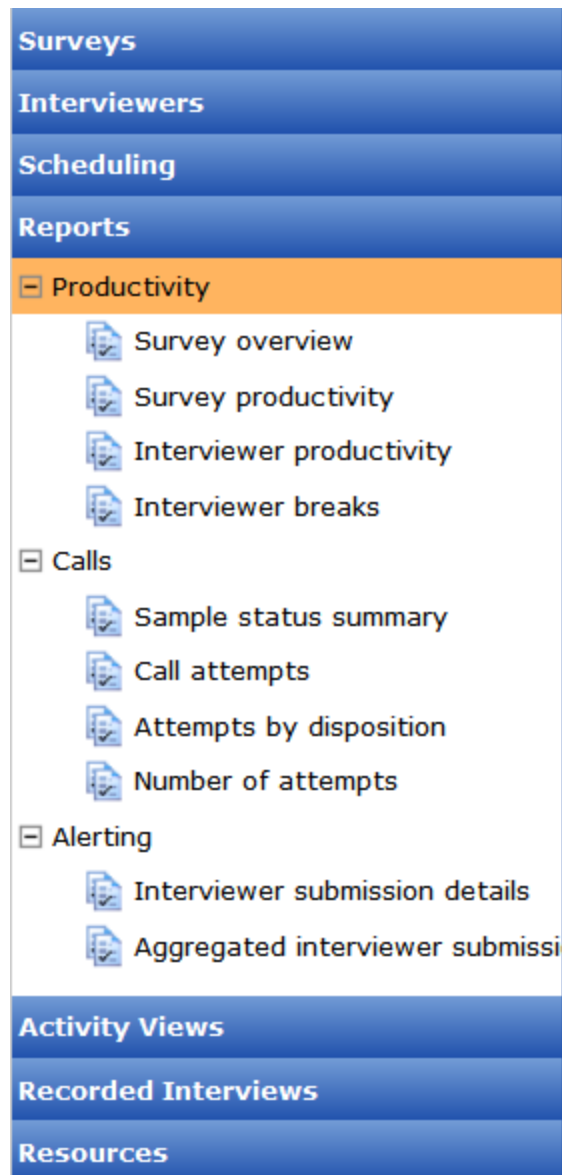 Surveys
Interviewers
Scheduling
Reports
Productivity
Survey overview
Survey productivity
Interviewer productivity
Interviewer breaks
Calls
Sample status summary
Call attempts
Attempts by disposition
Number of attempts
Alerting
Interviewer submission details
Aggregated interviewer submissi
Activity Views
Recorded Interviews
Resources